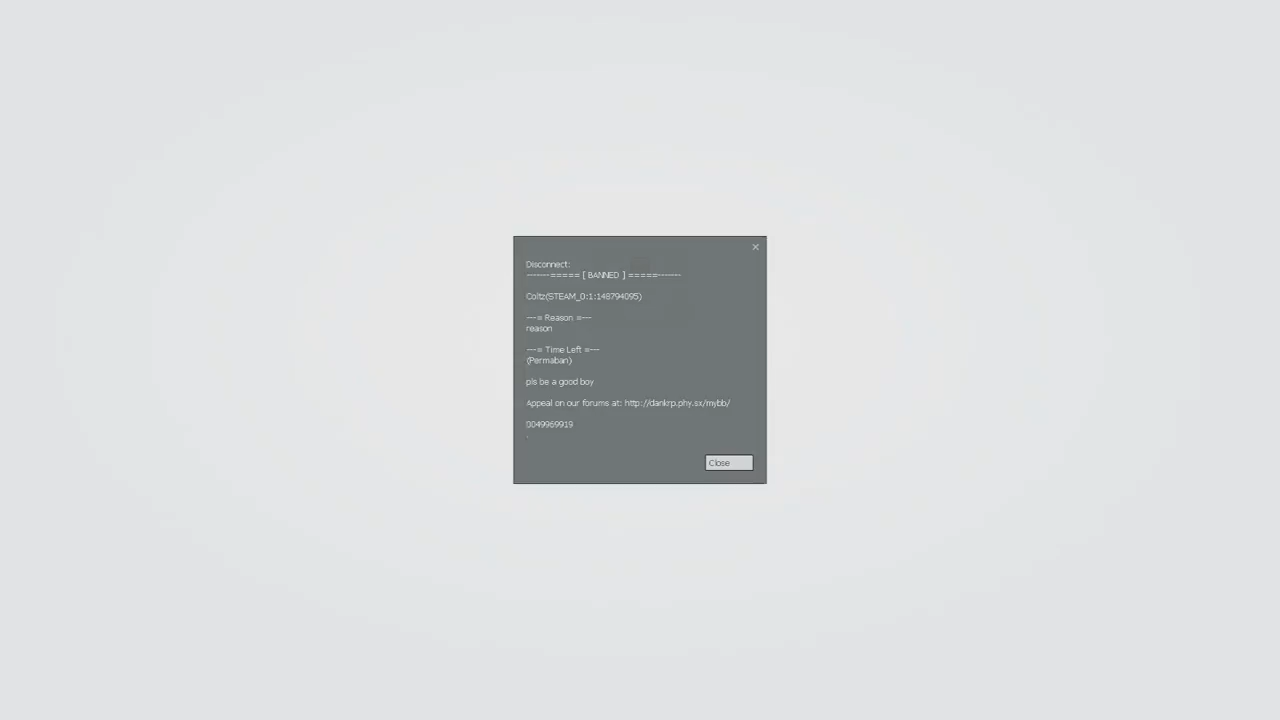 Disconnect:
-------===== [ BANNED ] =====-------
Coltz(STEAM_0:1:148794095)
---= Reason =---
reason
---= Time Left =---
(Permaban)
pls be a good boy
Appeal on our forums at: http://dankrp.phy.sx/mybb/
0049969919
.
Close